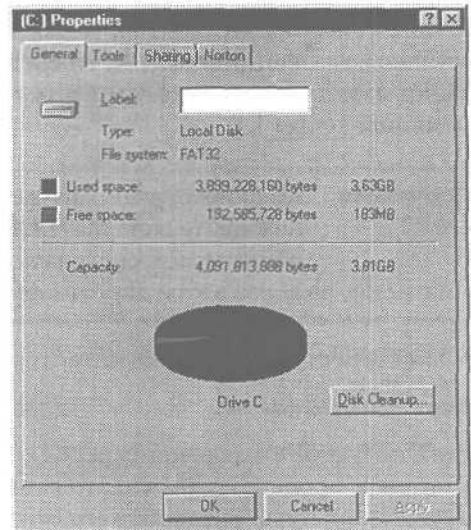 (C:) Properties
General Tools Sharing Norton
Label:
Type: Local Disk
File system: FAT32
Used space: 3,899,228,160 bytes 3.63GB
Free space: 192,585,728 bytes 183MB
Capacity: 4,091,813,888 bytes 3.81GB
Drive C
Disk Cleanup...
OK Cancel Apply